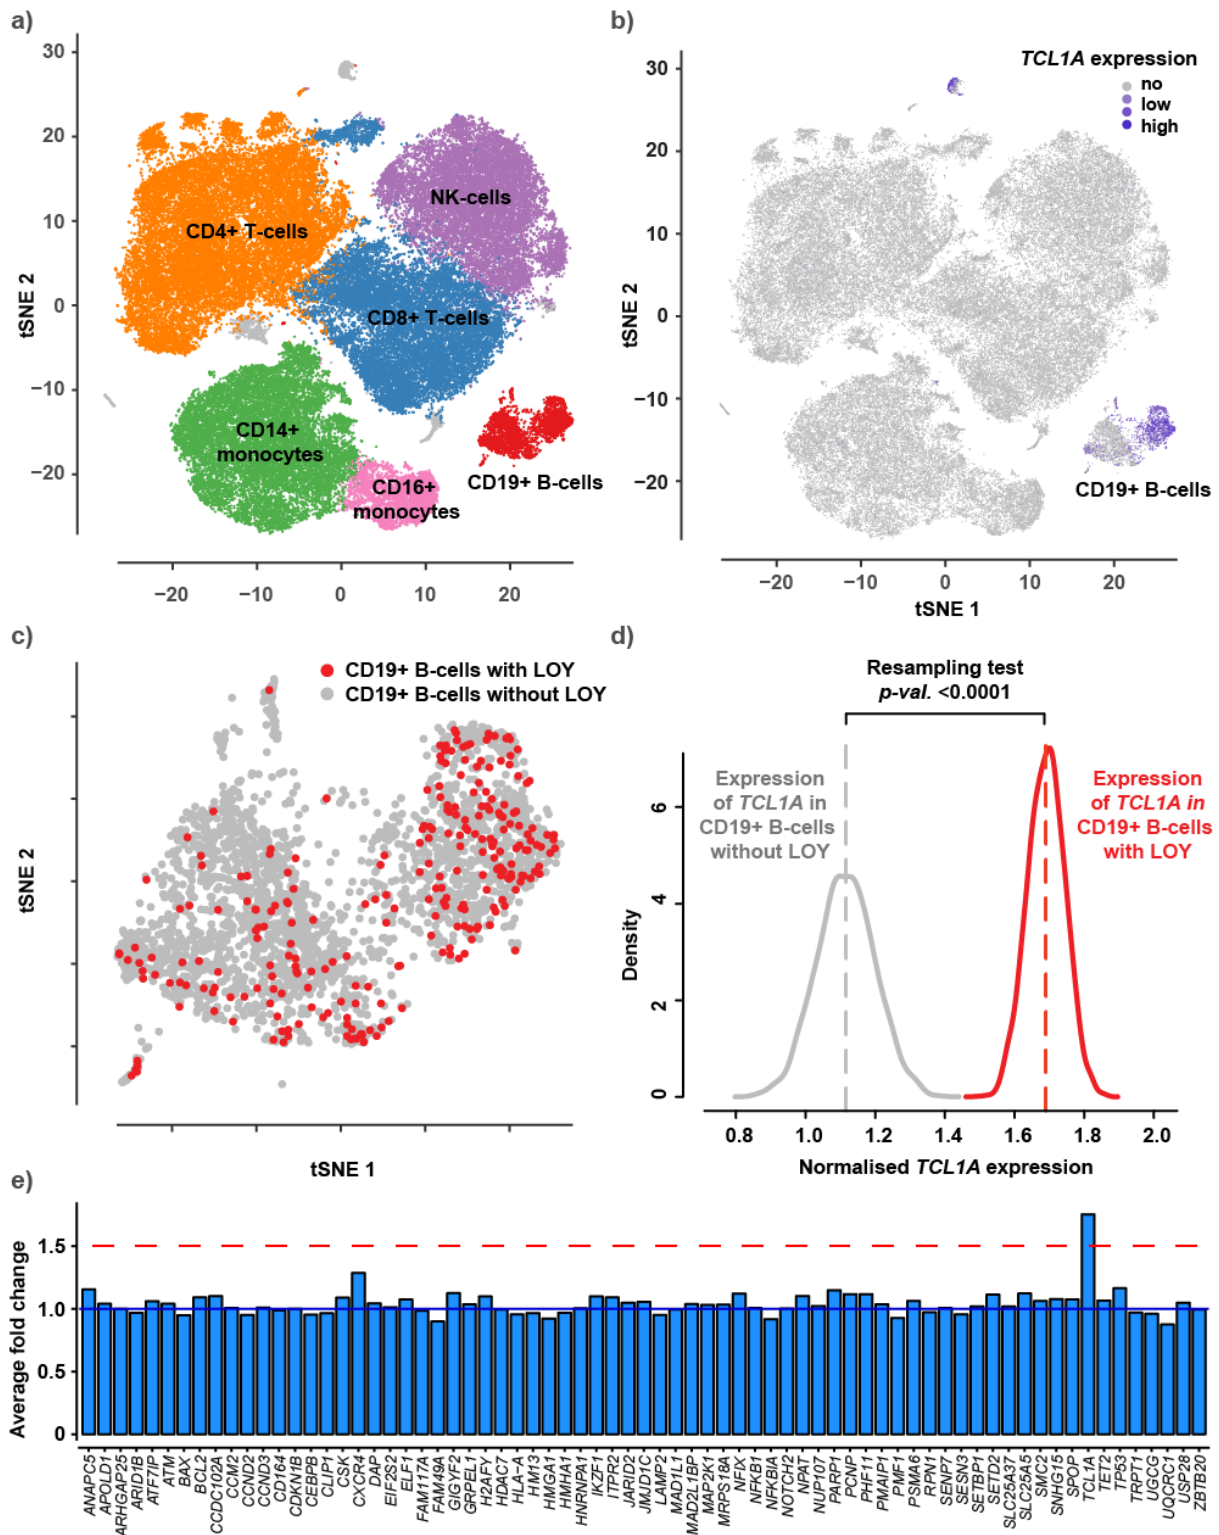 a)
30
20
10
0
−10
−20
tSNE 2
CD4+ T-cells
NK-cells
CD8+ T-cells
CD14+
monocytes
CD16+
monocytes
CD19+ B-cells
−20
−10
0
10
20
b)
TCL1A expression
no
low
high
30
20
10
0
−10
−20
tSNE 2
CD19+ B-cells
−20
−10
0
10
20
tSNE 1
c)
CD19+ B-cells with LOY
CD19+ B-cells without LOY
tSNE 2
tSNE 1
d)
Resampling test
p-val. <0.0001
Expression
of TCL1A in
CD19+ B-cells
without LOY
Expression
of TCL1A in
CD19+ B-cells
with LOY
6
4
2
0
Density
0.8
1.0
1.2
1.4
1.6
1.8
2.0
Normalised TCL1A expression
e)
1.5
1.0
0.5
0
Average fold change
ANAPC5
APOLD1
ARHGAP25
ARID1B
ATF7IP
ATM
BAX
BCL2
CCDC102A
CCM2
CCND2
CCND3
CD164
CDKN1B
CEBPB
CLIP1
CSK
CXCR4
DAP
EIF2S2
ELF1
FAM117A
FAM49A
GIGYF2
GRPEL1
H2AFY
HDAC7
HLA-A
HM13
HMGA1
HMHA1
HNRNPA1
IKZF1
ITPR2
JARID2
JMJD1C
LAMP2
MAD1L1
MAD2L1BP
MAP2K1
MRPS18A
NFIX
NFKB1
NFKBIA
NOTCH2
NPAT
NUP107
PARP1
PCNP
PHF11
PMAIP1
PMF1
PSMA6
RPN1
SENP7
SESN3
SETBP1
SETD2
SLC25A37
SLC25A5
SMC2
SNHG15
SPOP
TCL1A
TET2
TP53
TRPT1
UGCG
UQCRC1
USP28
ZBTB20